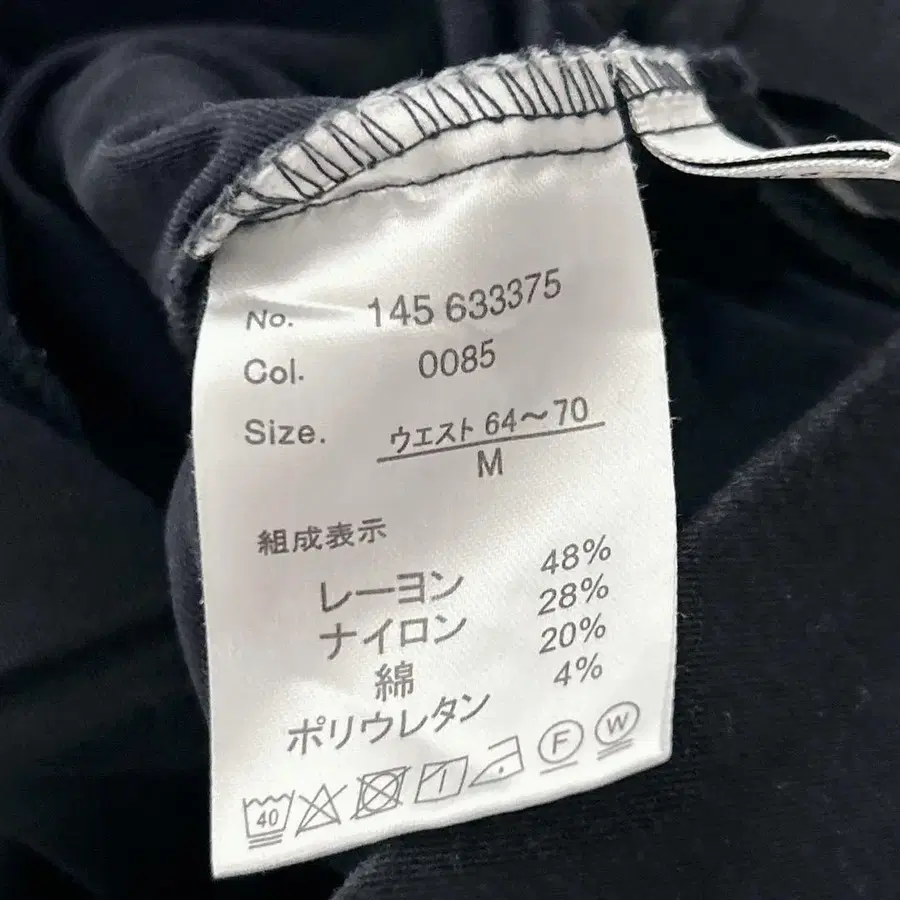 No. 145 633375
Col. 0085
Size. ウエスト 64～70
M
組成表示
レーヨン 48%
ナイロン 28%
綿 20%
ポリウレタン 4%
40 F W